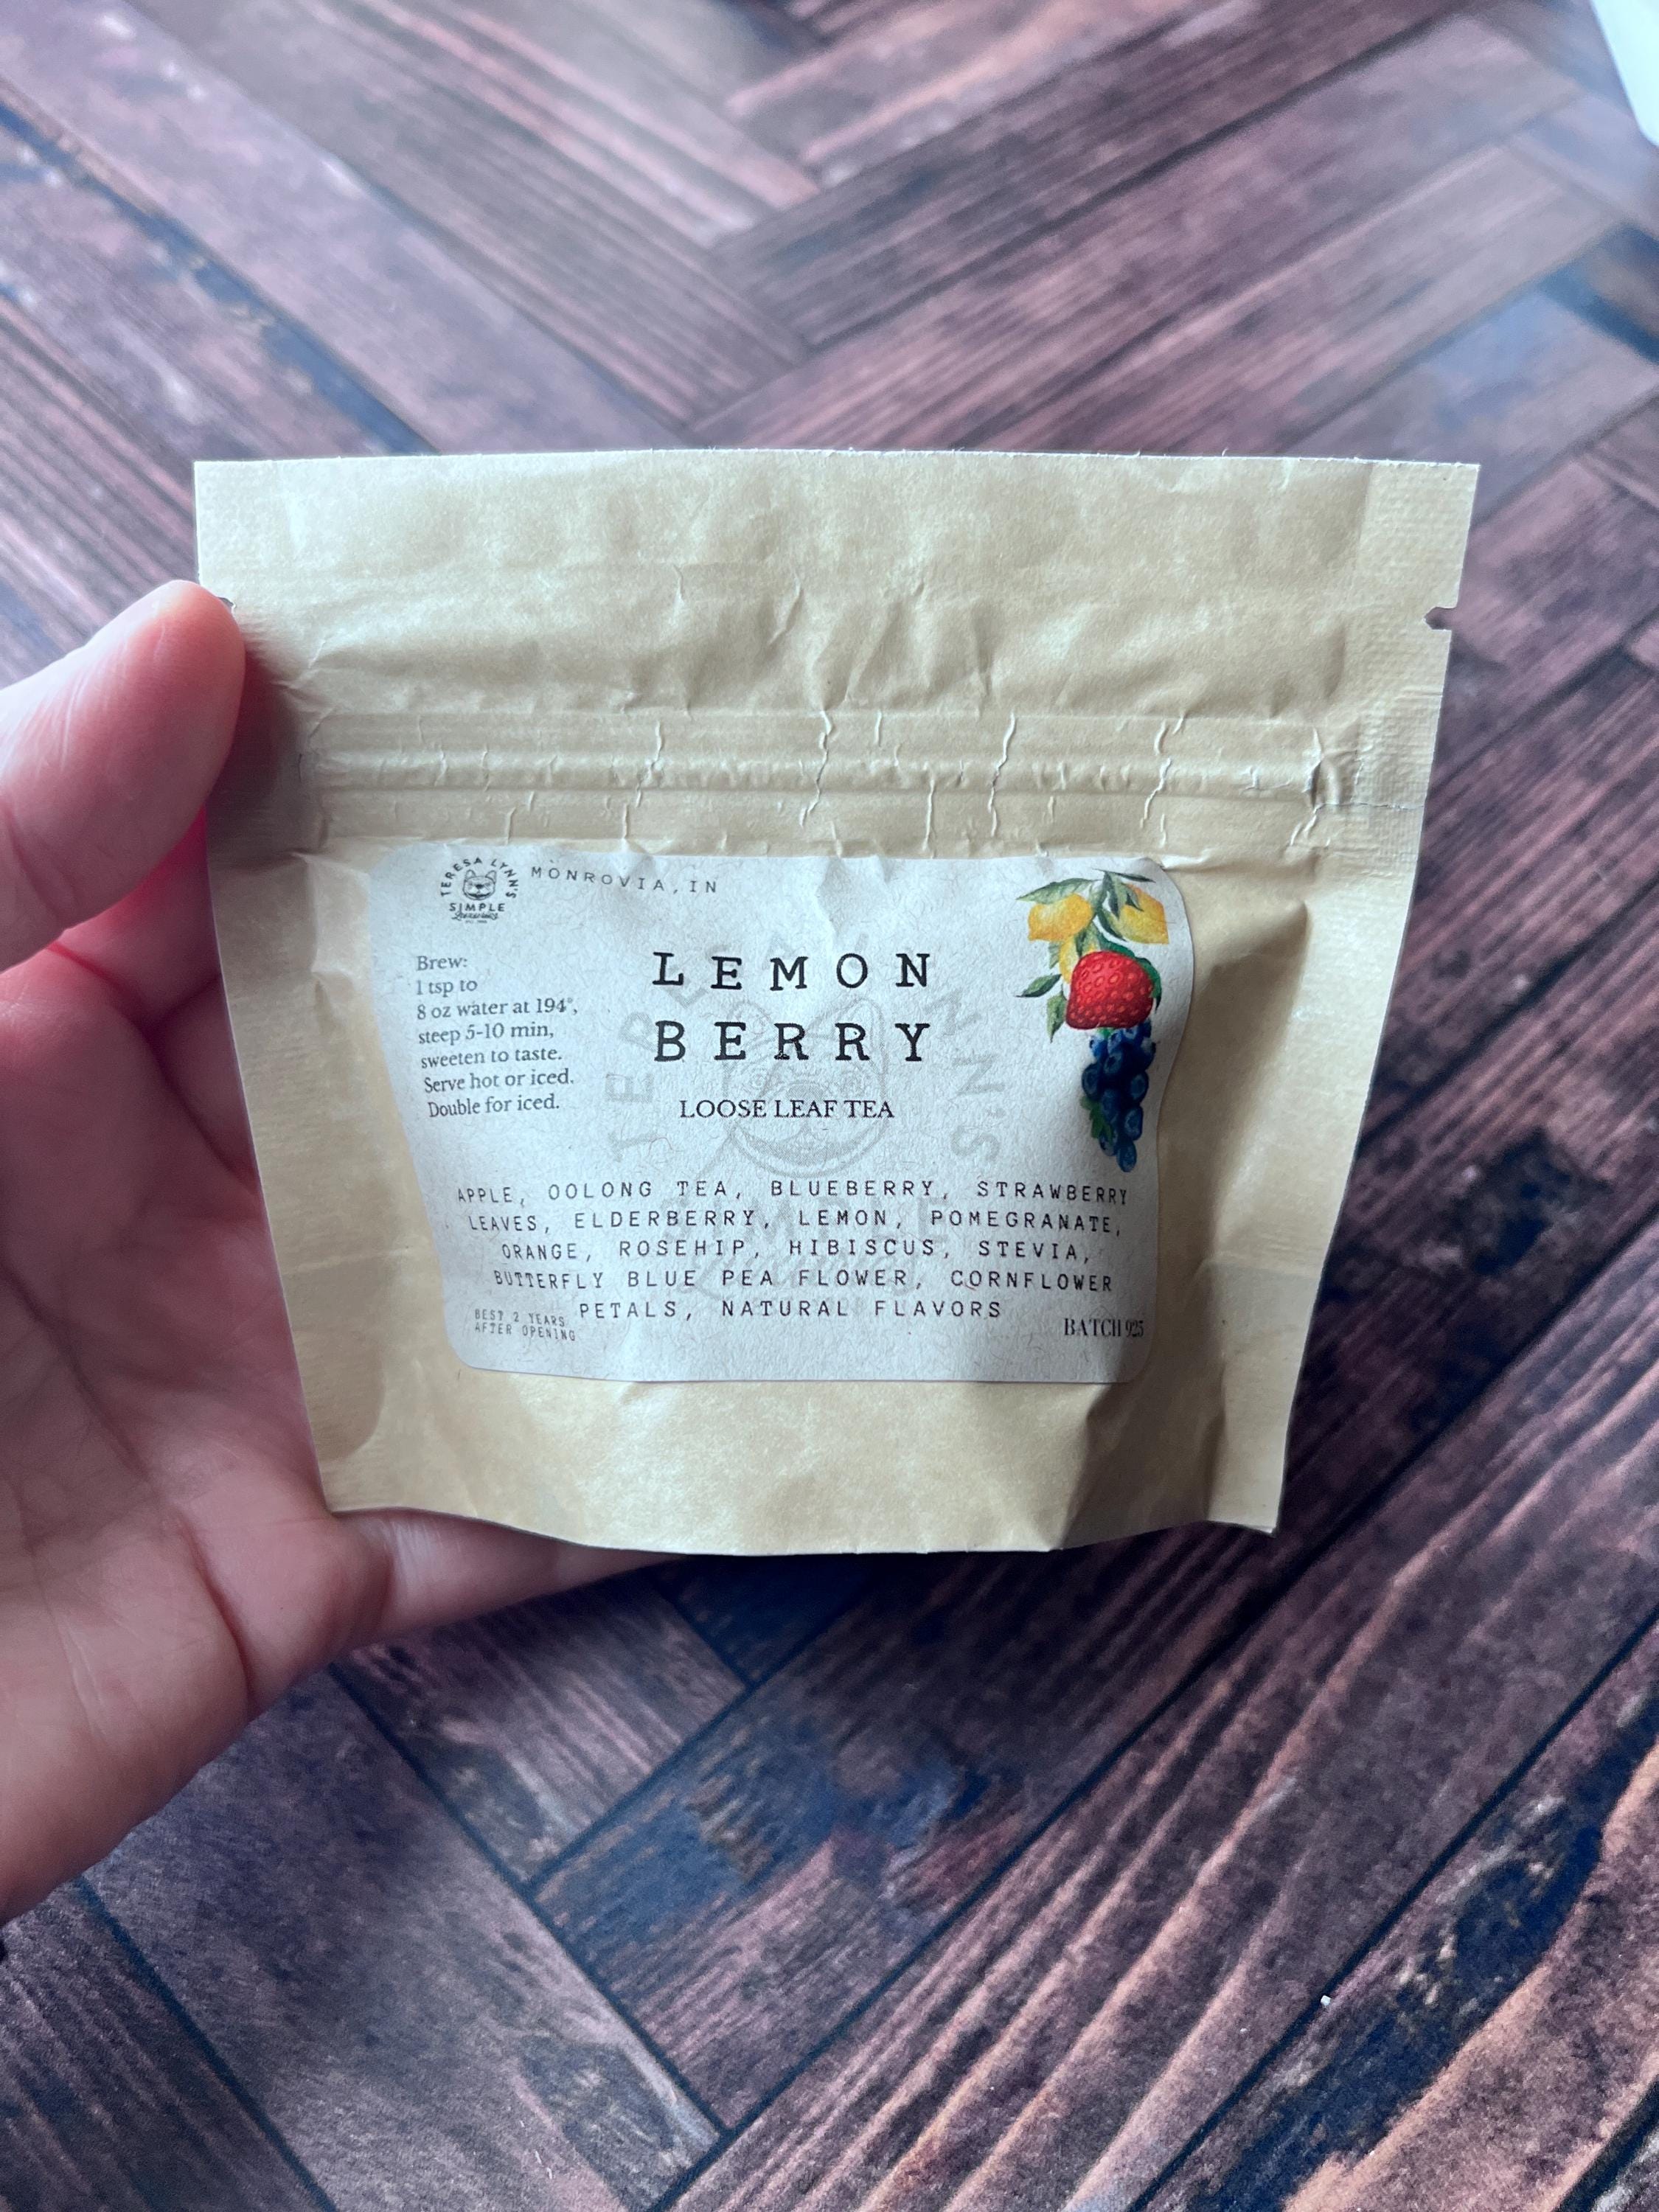 TERESA LYNN'S
SIMPLE
MONROVIA, IN
Brew:
1 tsp to
8 oz water at 194°,
steep 5-10 min,
sweeten to taste.
Serve hot or iced.
Double for iced.
LEMON
BERRY
LOOSE LEAF TEA
APPLE, OOLONG TEA, BLUEBERRY, STRAWBERRY
LEAVES, ELDERBERRY, LEMON, POMEGRANATE,
ORANGE, ROSEHIP, HIBISCUS, STEVIA,
BUTTERFLY BLUE PEA FLOWER, CORNFLOWER
PETALS, NATURAL FLAVORS
BEST 2 YEARS
AFTER OPENING
BATCH 925